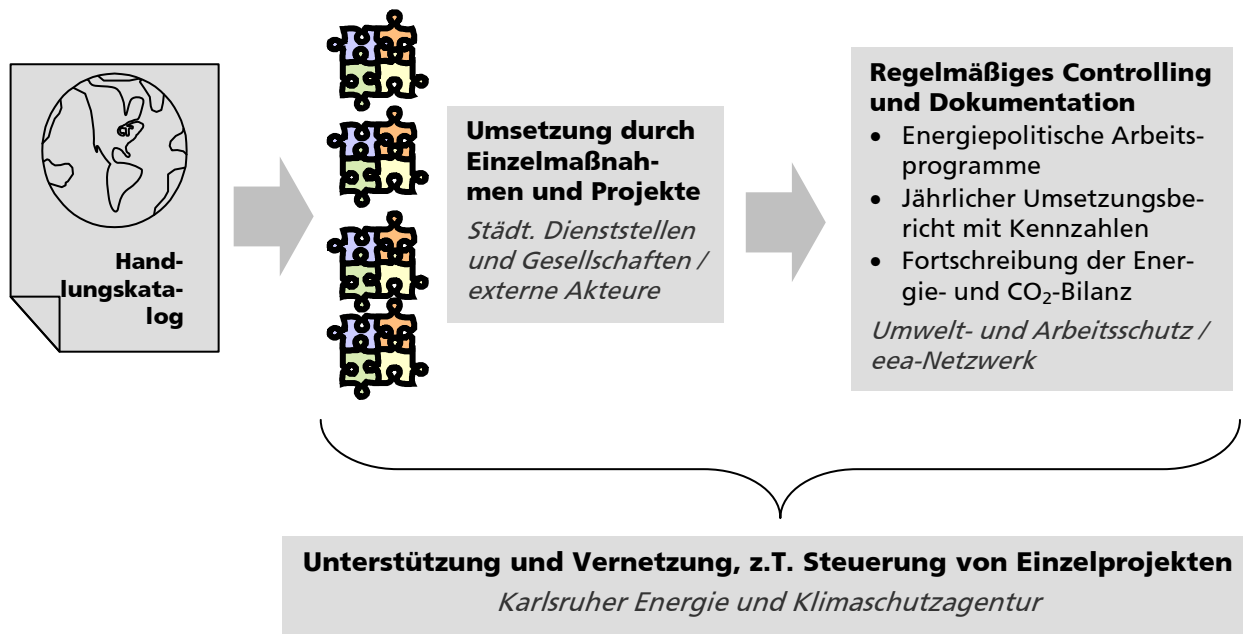 Hand-
lungskata-
log
Umsetzung durch
Einzelmaßnah-
men und Projekte
Städt. Dienststellen
und Gesellschaften /
externe Akteure
Regelmäßiges Controlling
und Dokumentation
• Energiepolitische Arbeits-
programme
• Jährlicher Umsetzungsbe-
richt mit Kennzahlen
• Fortschreibung der Ener-
gie- und CO₂-Bilanz
Umwelt- und Arbeitsschutz /
eea-Netzwerk
Unterstützung und Vernetzung, z.T. Steuerung von Einzelprojekten
Karlsruher Energie und Klimaschutzagentur